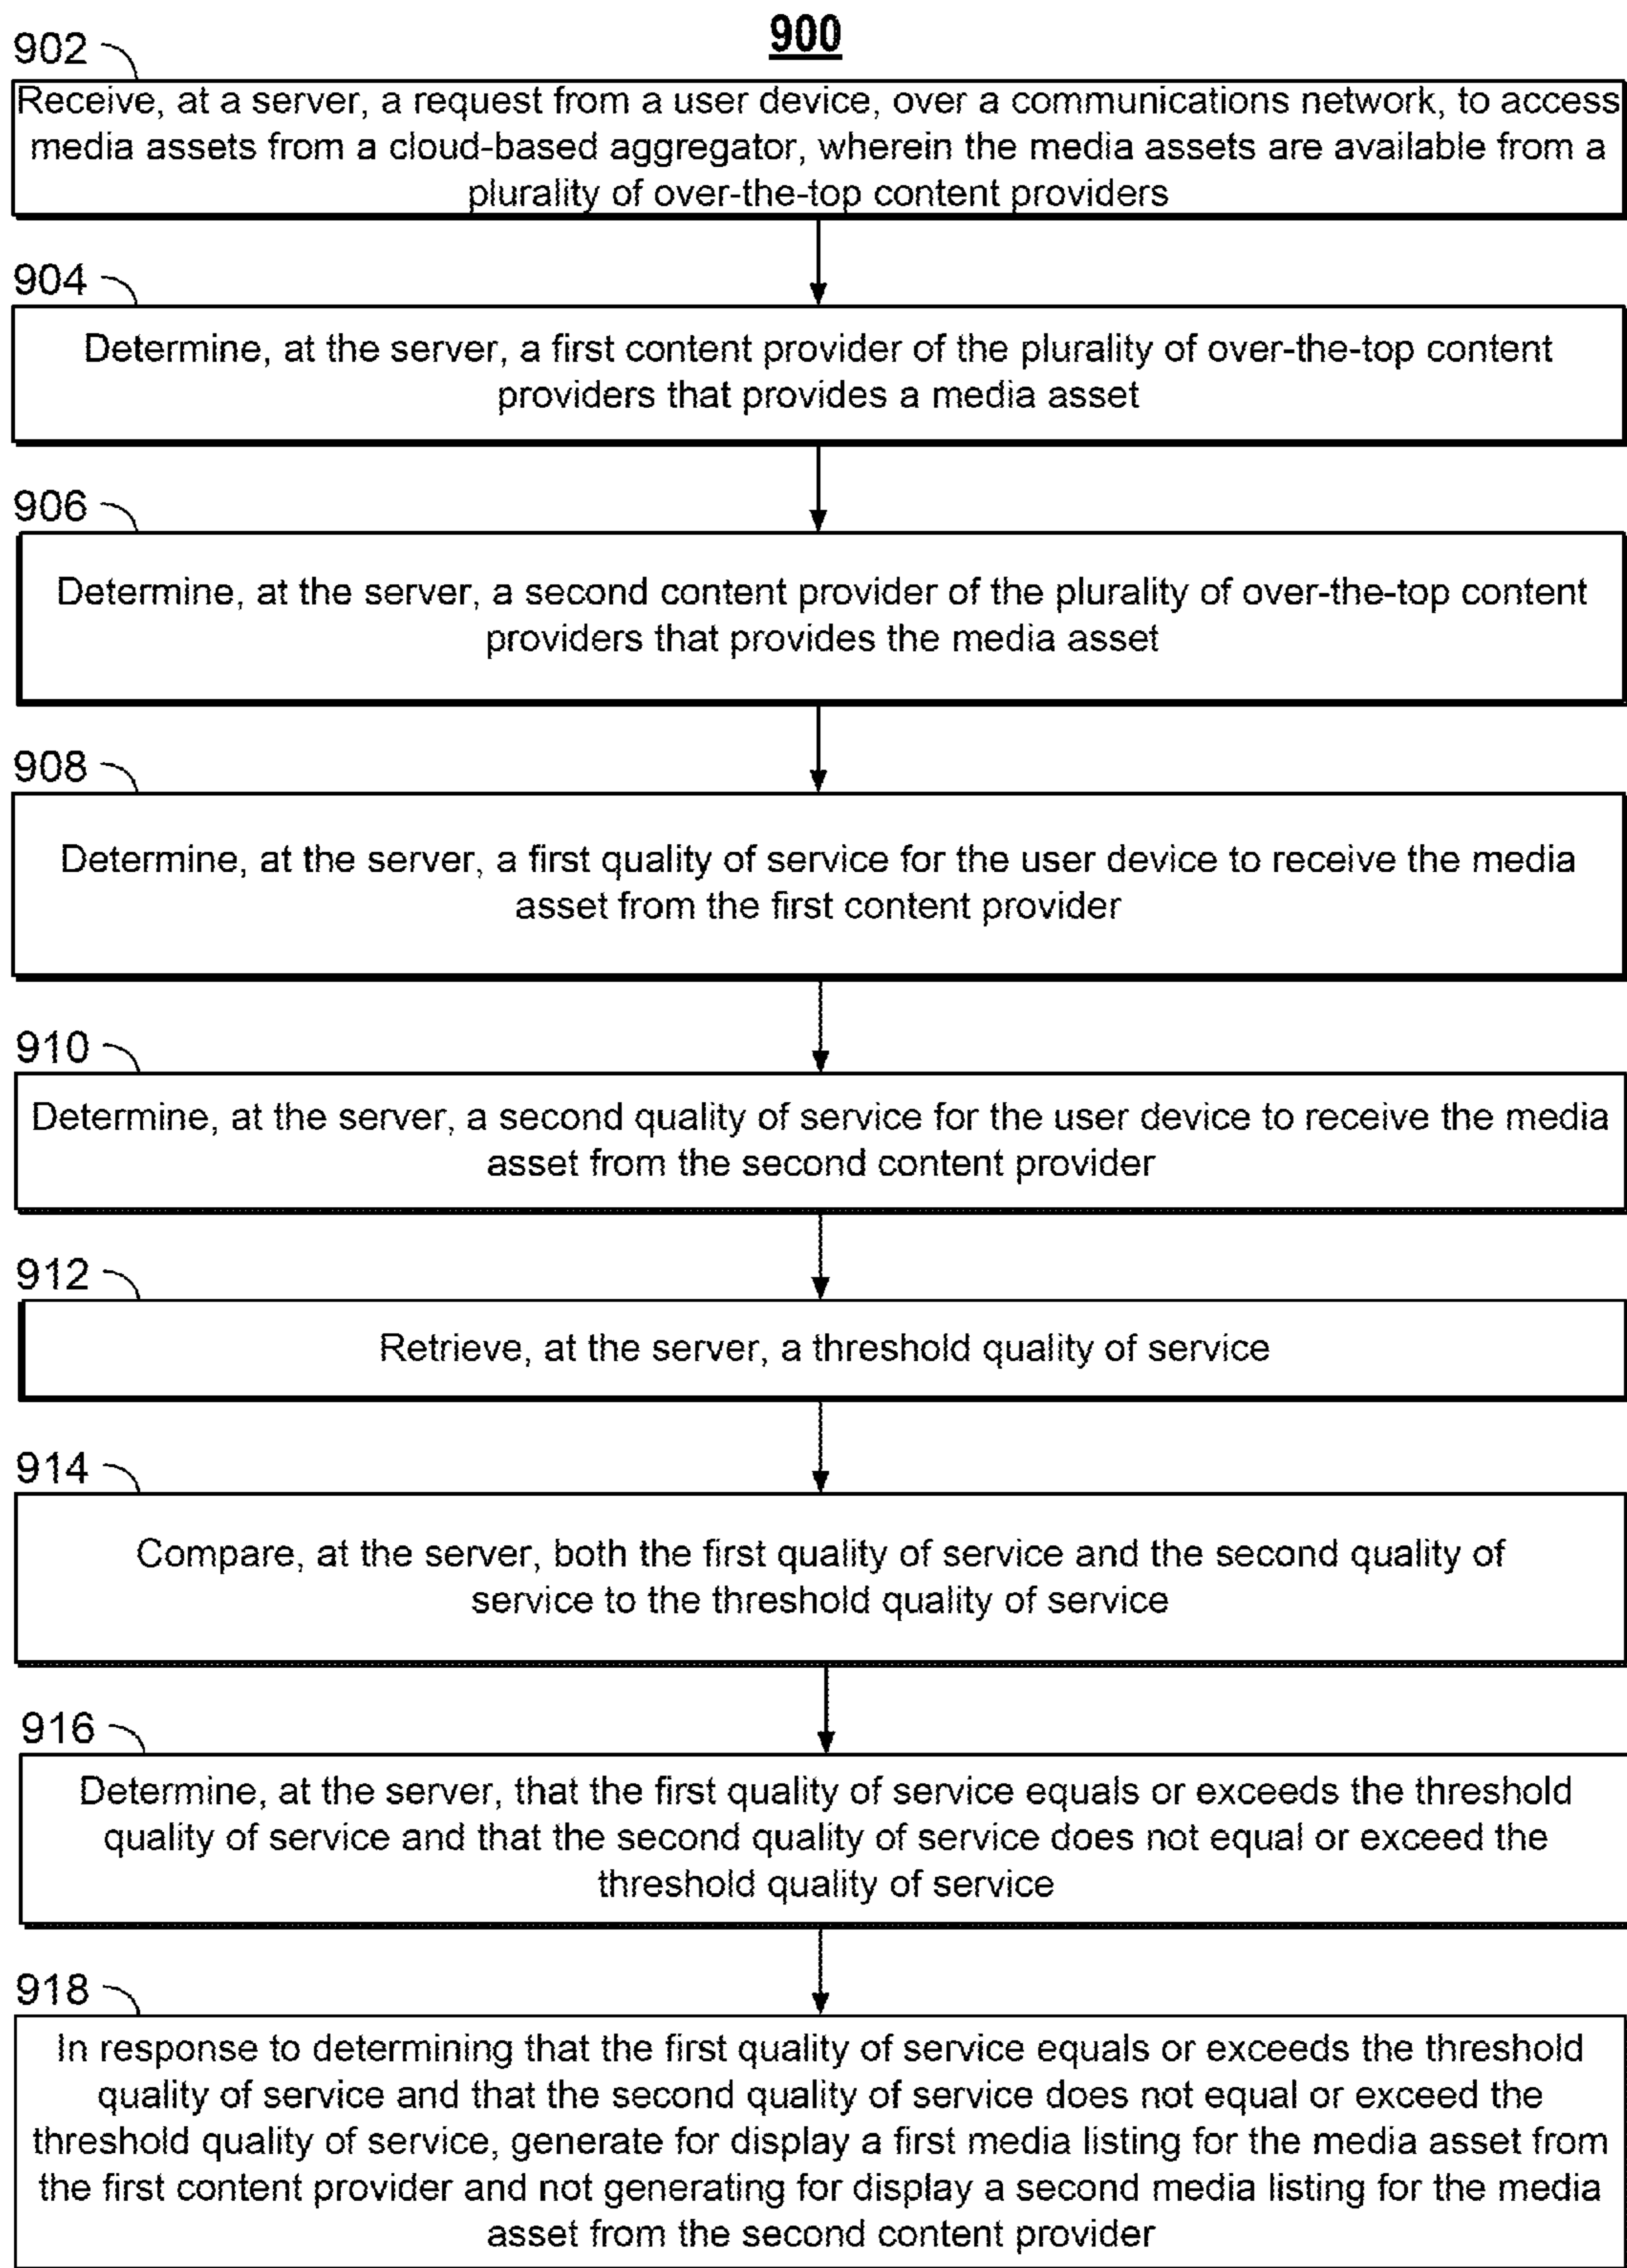 900
902
Receive, at a server, a request from a user device, over a communications network, to access
media assets from a cloud-based aggregator, wherein the media assets are available from a
plurality of over-the-top content providers
904
Determine, at the server, a first content provider of the plurality of over-the-top content
providers that provides a media asset
906
Determine, at the server, a second content provider of the plurality of over-the-top content
providers that provides the media asset
908
Determine, at the server, a first quality of service for the user device to receive the media
asset from the first content provider
910
Determine, at the server, a second quality of service for the user device to receive the media
asset from the second content provider
912
Retrieve, at the server, a threshold quality of service
914
Compare, at the server, both the first quality of service and the second quality of
service to the threshold quality of service
916
Determine, at the server, that the first quality of service equals or exceeds the threshold
quality of service and that the second quality of service does not equal or exceed the
threshold quality of service
918
In response to determining that the first quality of service equals or exceeds the threshold
quality of service and that the second quality of service does not equal or exceed the
threshold quality of service, generate for display a first media listing for the media asset from
the first content provider and not generating for display a second media listing for the media
asset from the second content provider